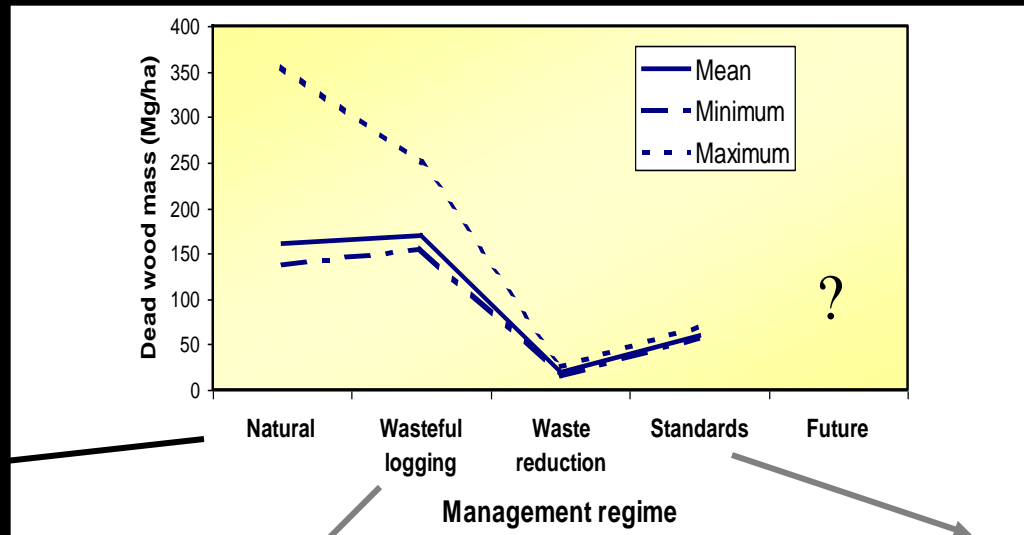 400
350
300
250
200
150
100
50
0
Dead wood mass (Mg/ha)
Mean
Minimum
Maximum
?
Natural
Wasteful
logging
Waste
reduction
Standards
Future
Management regime